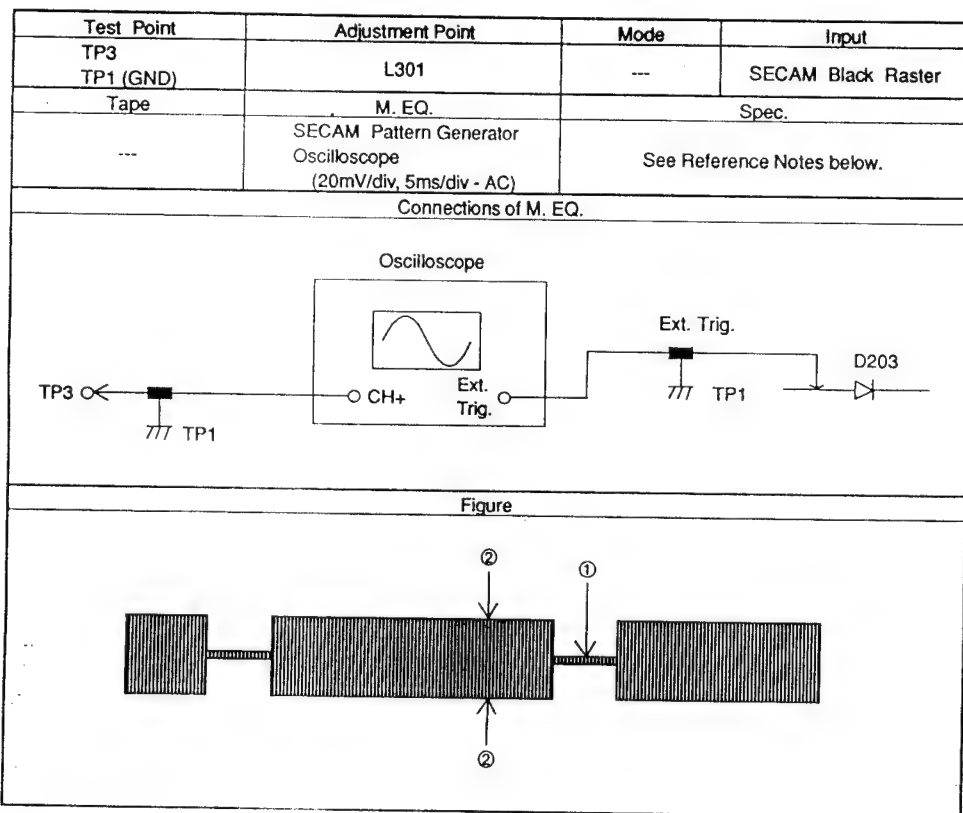 Test Point Adjustment Point Mode Input
TP3
TP1 (GND) L301 --- SECAM Black Raster
Tape M. EQ. Spec.
SECAM Pattern Generator
--- Oscilloscope See Reference Notes below.
(20mV/div, 5ms/div - AC)
Connections of M. EQ.
Oscilloscope
Ext. Trig.
D203
TP3 CH+ Ext.
Trig. TP1
TP1
Figure
② ①
②